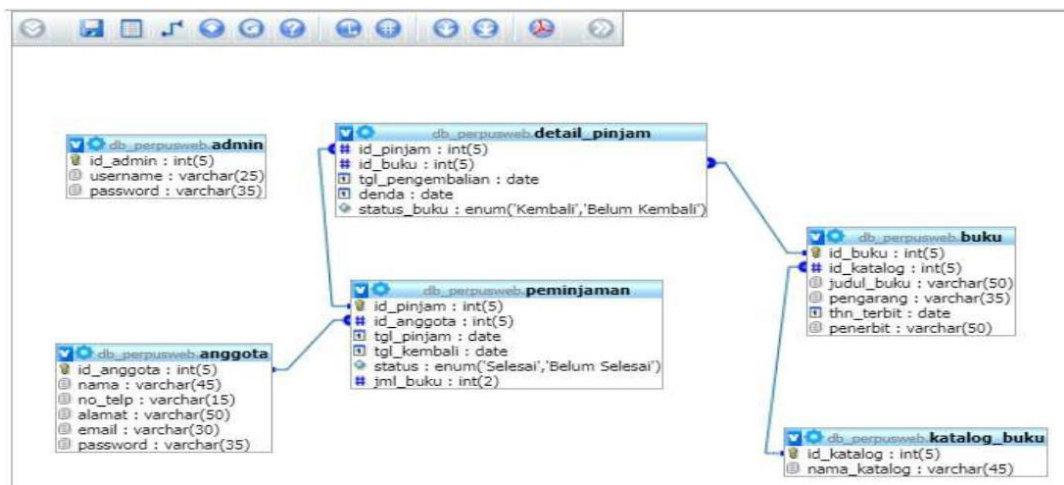 db_perpusweb.admin
id_admin : int(5)
username : varchar(25)
password : varchar(35)
db_perpusweb.detail_pinjam
# id_pinjam : int(5)
# id_buku : int(5)
tgl_pengembalian : date
denda : date
status_buku : enum('Kembali','Belum Kembali')
db_perpusweb.buku
id_buku : int(5)
# id_katalog : int(5)
judul_buku : varchar(50)
pengarang : varchar(35)
thn_terbit : date
penerbit : varchar(50)
db_perpusweb.peminjaman
id_pinjam : int(5)
# id_anggota : int(5)
tgl_pinjam : date
tgl_kembali : date
status : enum('Selesai','Belum Selesai')
# jml_buku : int(2)
db_perpusweb.anggota
id_anggota : int(5)
nama : varchar(45)
no_telp : varchar(15)
alamat : varchar(50)
email : varchar(30)
password : varchar(35)
db_perpusweb.katalog_buku
id_katalog : int(5)
nama_katalog : varchar(45)